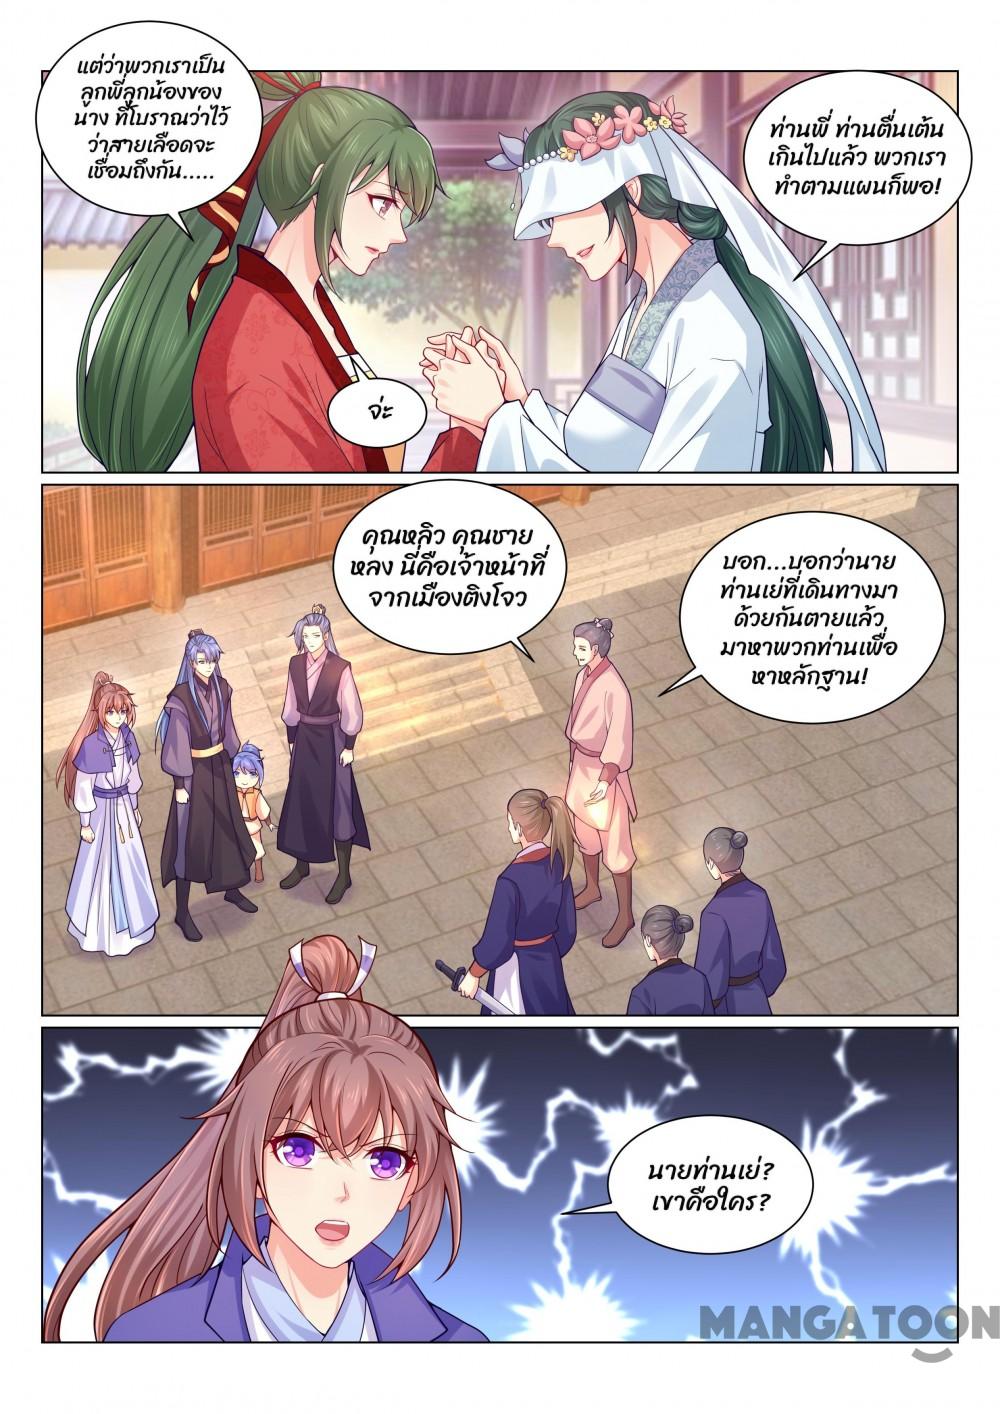 แต่ว่าพวกเราเป็น
ลูกพี่ลูกน้องของ
นาง ที่โบราณว่าไว้
ว่าสายเลือดจะ
เชื่อมถึงกัน.....
ท่านพี่ ท่านตื่นเต้น
เกินไปแล้ว พวกเรา
ทำตามแผนก็พอ!
จ่ะ
คุณหลิว คุณชาย
หลง นี่คือเจ้าหน้าที่
จากเมืองติงโจว
บอก...บอกว่านาย
ท่านเย่ที่เดินทางมา
ด้วยกันตายแล้ว
มาหาพวกท่านเพื่อ
หาหลักฐาน!
นายท่านเย่?
เขาคือใคร?
MANGATOON